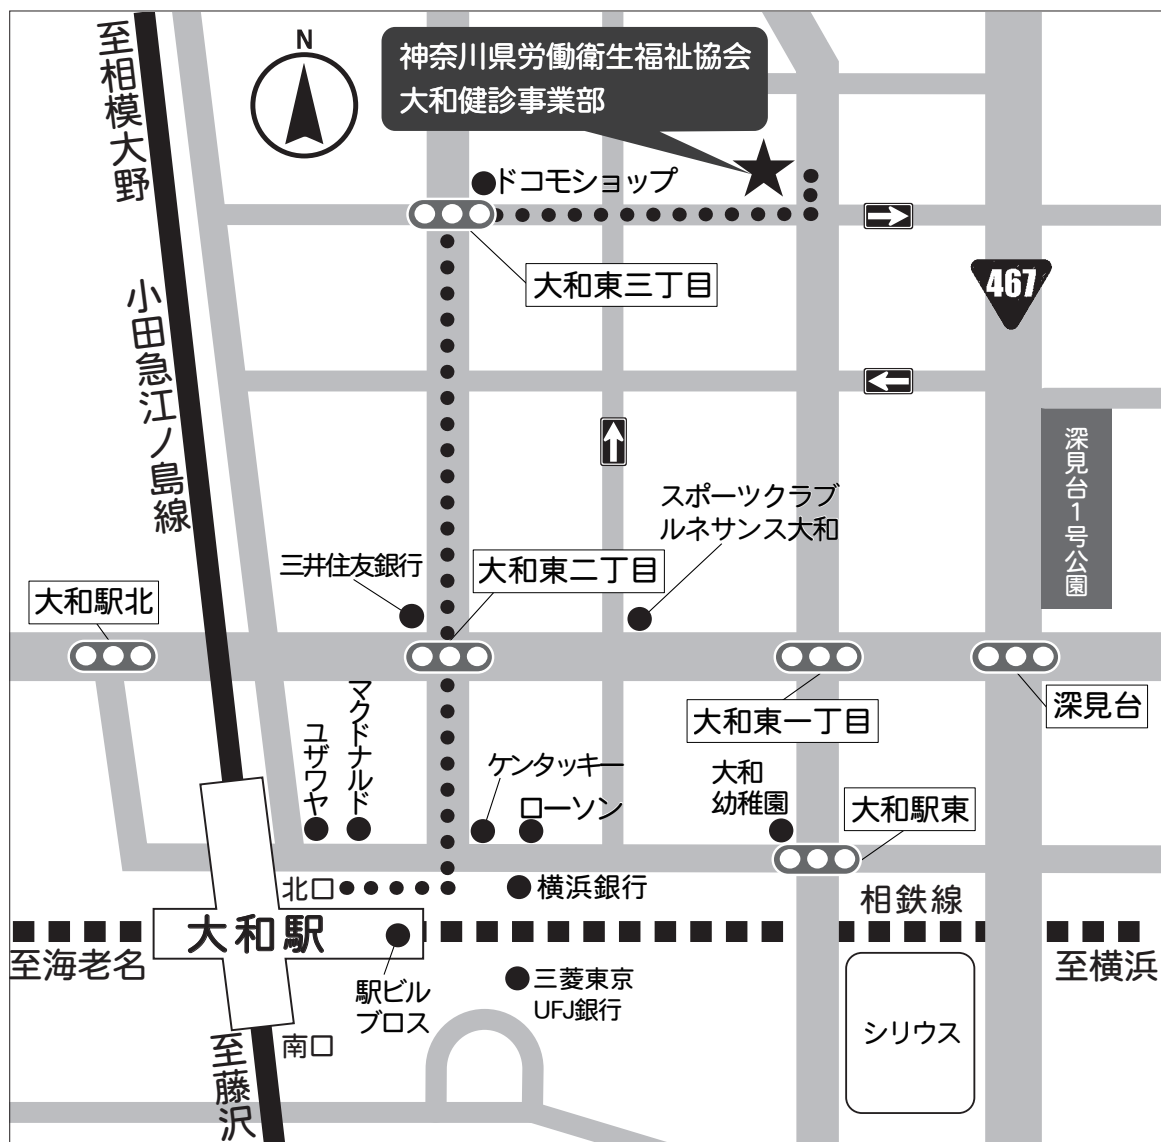 至相模大野
N
神奈川県労働衛生福祉協会
大和健診事業部
ドコモショップ
大和東三丁目
467
小田急江ノ島線
深見台1号公園
スポーツクラブ
ルネサンス大和
三井住友銀行
大和東二丁目
大和駅北
大和東一丁目
深見台
マクドナルド
ユザワヤ
ケンタッキー
ローソン
大和
幼稚園
大和駅東
北口
横浜銀行
相鉄線
大和駅
至海老名
至横浜
駅ビル
ブロス
三菱東京
UFJ銀行
シリウス
南口
至藤沢